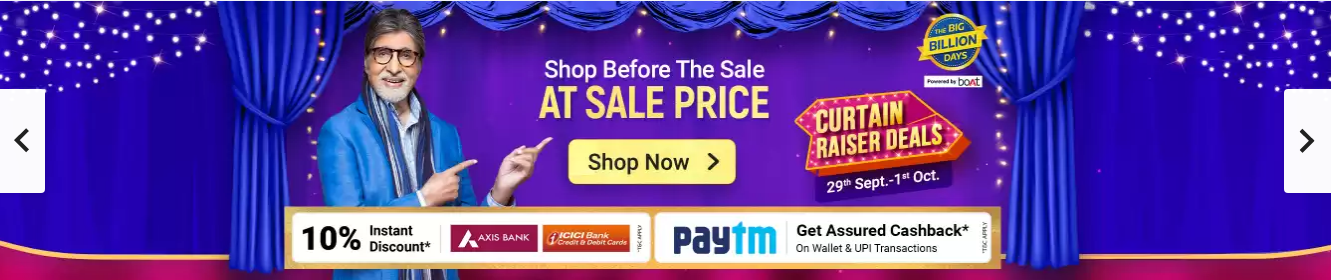 Shop Before The Sale
AT SALE PRICE
Shop Now
THE BIG
BILLION
DAYS
Powered by boAt
CURTAIN
RAISER DEALS
29th Sept.-1st Oct.
10% Instant
Discount*
AXIS BANK
ICICI Bank
Credit & Debit Cards
*T&C APPLY
paytm
Get Assured Cashback*
On Wallet & UPI Transactions
*T&C APPLY